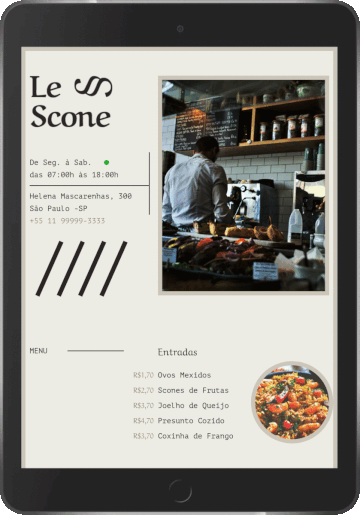 Le
Scone
De Seg. à Sab.
das 07:00h às 18:00h
Helena Mascarenhas, 300
São Paulo -SP
+55 11 99999-3333
MENU
Entradas
R$1,70 Ovos Mexidos
R$2,70 Scones de Frutas
R$3,70 Joelho de Queijo
R$4,70 Presunto Cozido
R$3,70 Coxinha de Frango